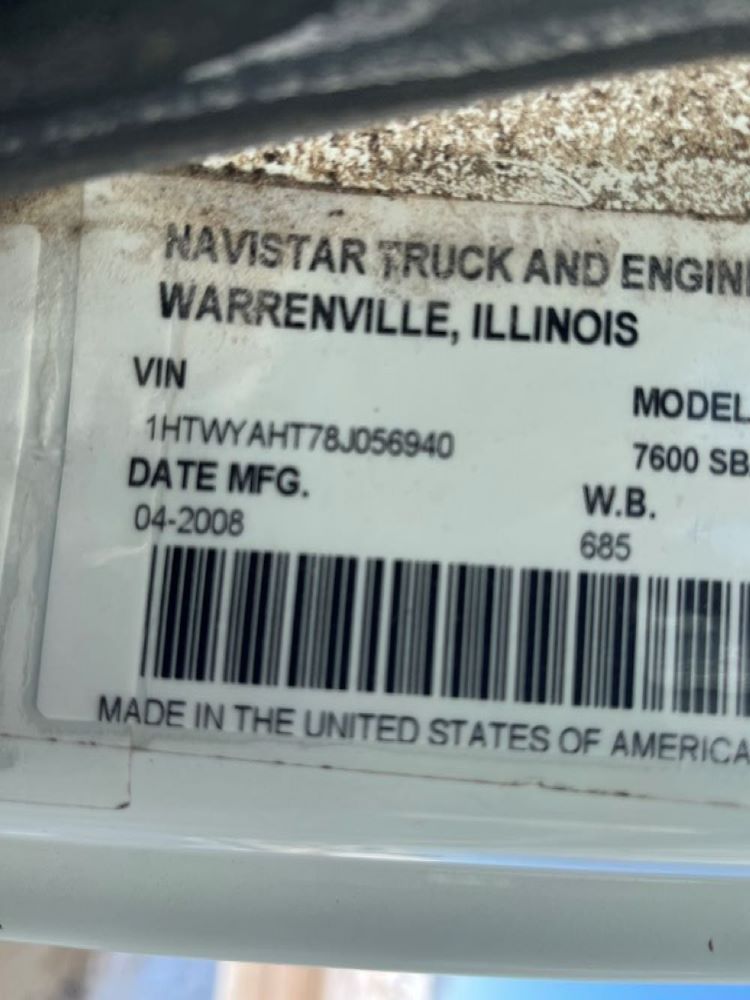 NAVISTAR TRUCK AND ENGIN
WARRENVILLE, ILLINOIS
VIN
MODEL
1HTWYAHT78J056940
7600 SB
DATE MFG.
W.B.
04-2008
685
MADE IN THE UNITED STATES OF AMERICA